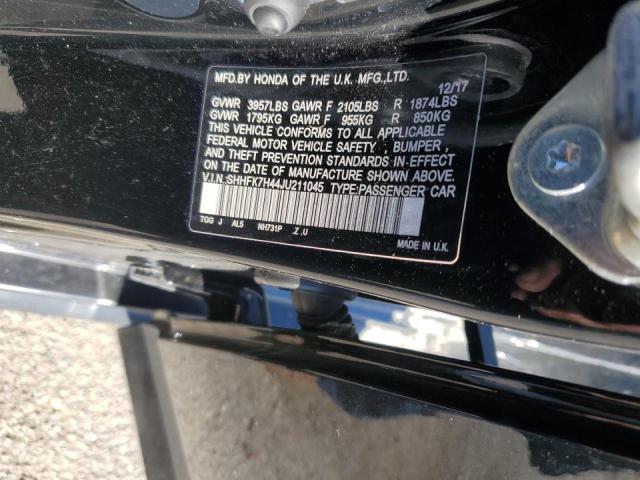 MFD.BY HONDA OF THE U.K. MFG.,LTD.
12/17
GVWR 3957LBS GAWR F 2105LBS R 1874LBS
GVWR 1795KG GAWR F 955KG R 850KG
THIS VEHICLE CONFORMS TO ALL APPLICABLE
FEDERAL MOTOR VEHICLE SAFETY , BUMPER ,
& THEFT PREVENTION STANDARDS IN-EFFECT
ON THE DATE OF MANUFACTURE SHOWN ABOVE.
V.I.N.:SHHFK7H44JU211045 TYPE:PASSENGER CAR
TGG J AL5 NH731P .Z ,U
MADE IN U.K.